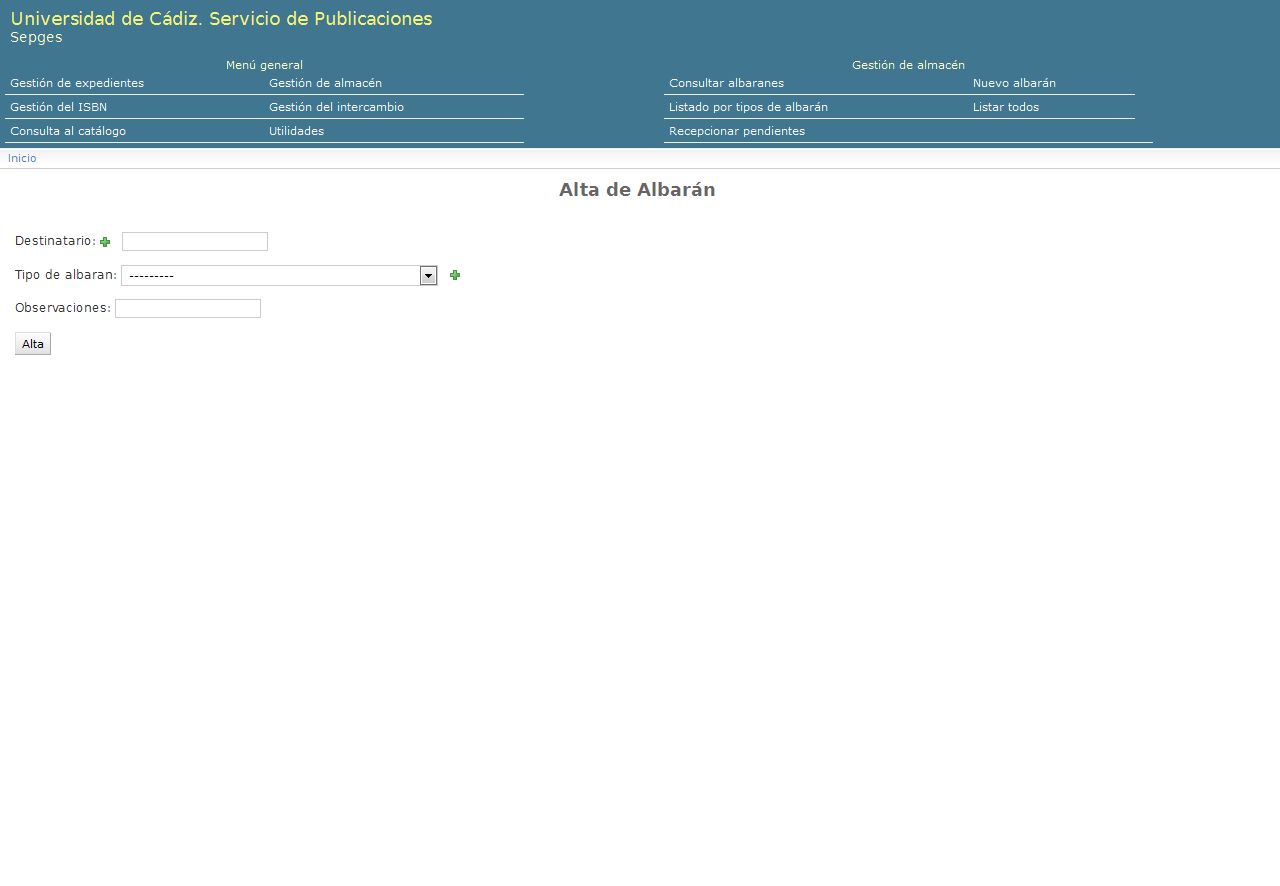 Universidad de Cádiz. Servicio de Publicaciones
Sepges
Menú general
Gestión de expedientes Gestión de almacén
Gestión del ISBN Gestión del intercambio
Consulta al catálogo Utilidades
Gestión de almacén
Consultar albaranes Nuevo albarán
Listado por tipos de albarán Listar todos
Recepcionar pendientes
Inicio
Alta de Albarán
Destinatario:
Tipo de albaran: ---------
Observaciones:
Alta